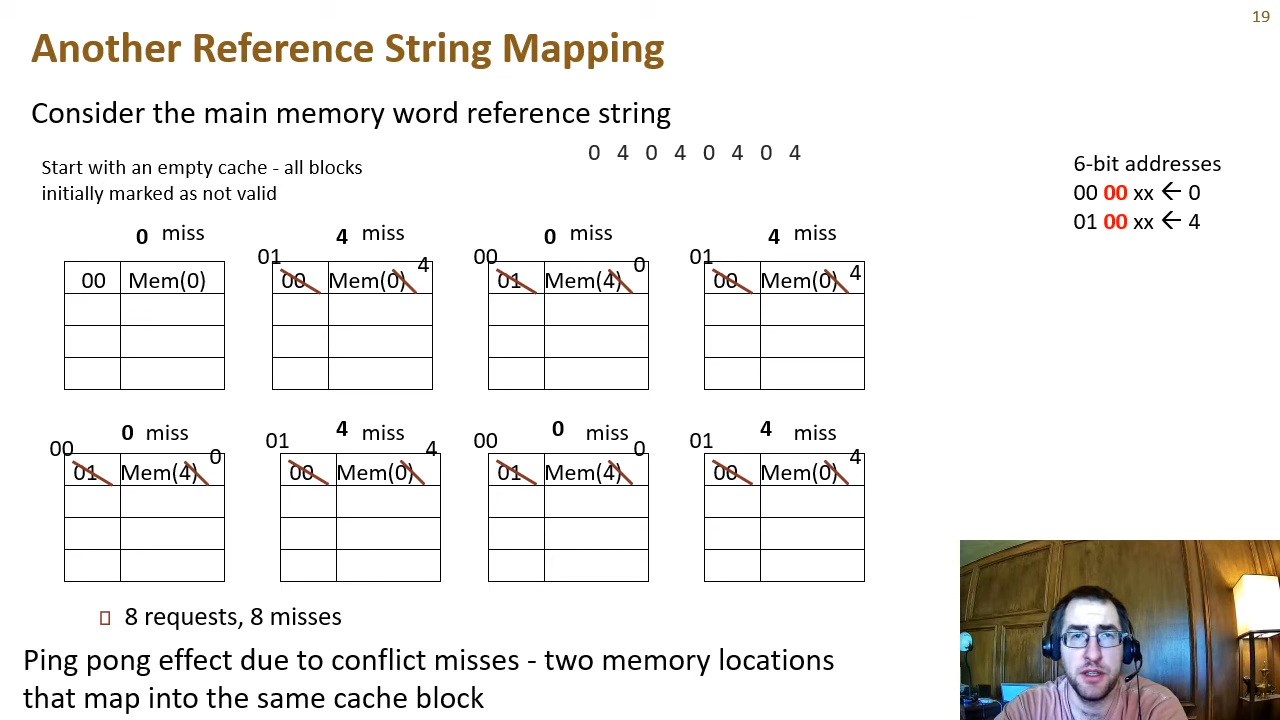 19
Another Reference String Mapping
Consider the main memory word reference string
0 4 0 4 0 4 0 4
Start with an empty cache - all blocks
initially marked as not valid
6-bit addresses
00 00 xx ← 0
01 00 xx ← 4
0 miss
00 Mem(0)
4 miss
01 4
00 Mem(0)
0 miss
00 0
01 Mem(4)
4 miss
01 4
00 Mem(0)
0 miss
00 0
01 Mem(4)
4 miss
01 4
00 Mem(0)
0 miss
00 0
01 Mem(4)
4 miss
01 4
00 Mem(0)
8 requests, 8 misses
Ping pong effect due to conflict misses - two memory locations
that map into the same cache block